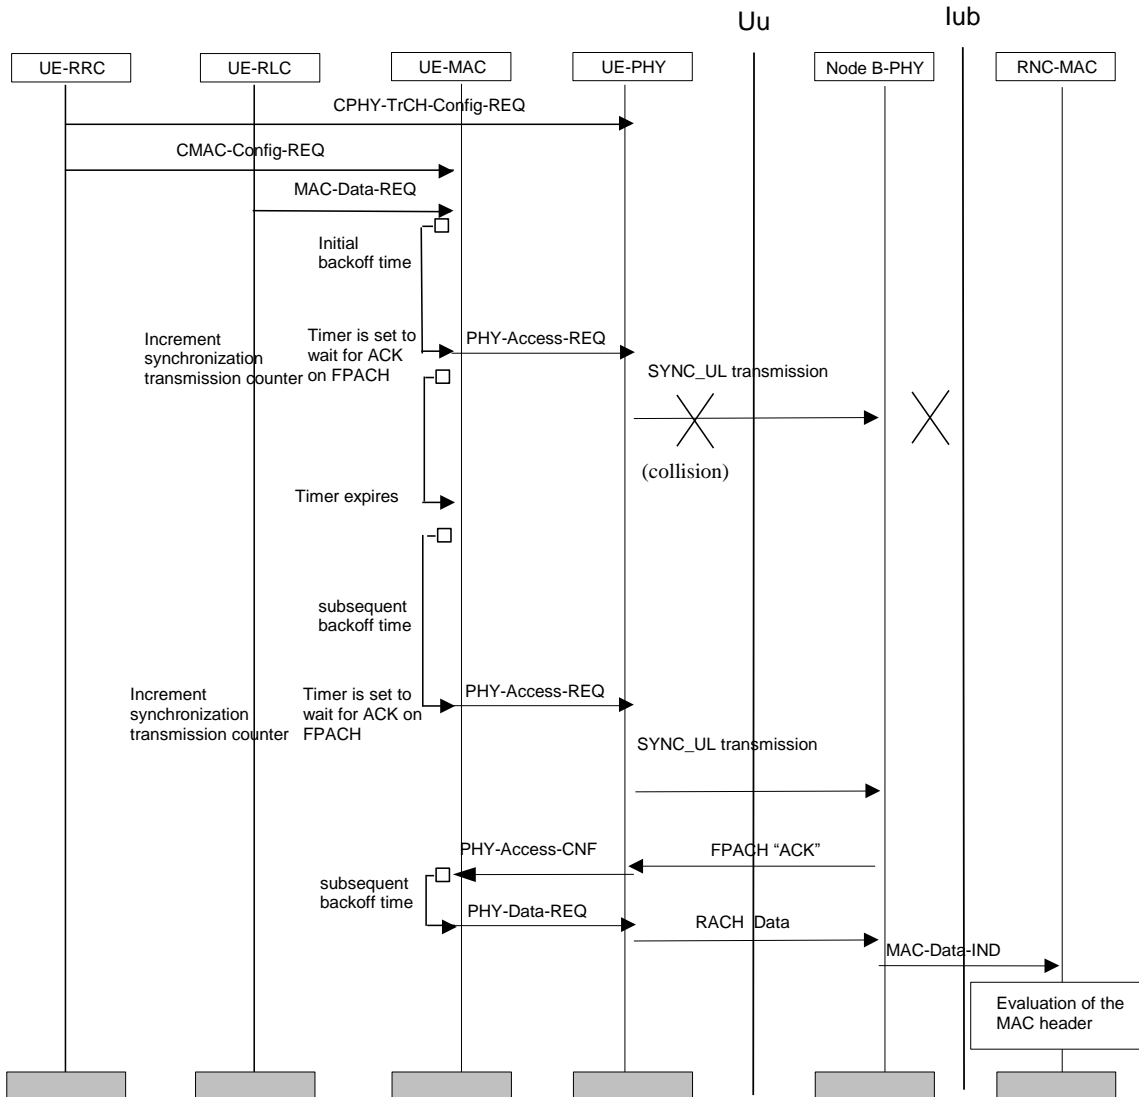 Uu
Iub
UE-RRC
UE-RLC
UE-MAC
UE-PHY
Node B-PHY
RNC-MAC
CPHY-TrCH-Config-REQ
CMAC-Config-REQ
MAC-Data-REQ
Initial
backoff time
Increment
synchronization
transmission counter
Timer is set to
wait for ACK
on FPACH
PHY-Access-REQ
SYNC_UL transmission
(collision)
Timer expires
subsequent
backoff time
Increment
synchronization
transmission counter
Timer is set to
wait for ACK on
FPACH
PHY-Access-REQ
SYNC_UL transmission
PHY-Access-CNF
FPACH “ACK”
subsequent
backoff time
PHY-Data-REQ
RACH Data
MAC-Data-IND
Evaluation of the
MAC header